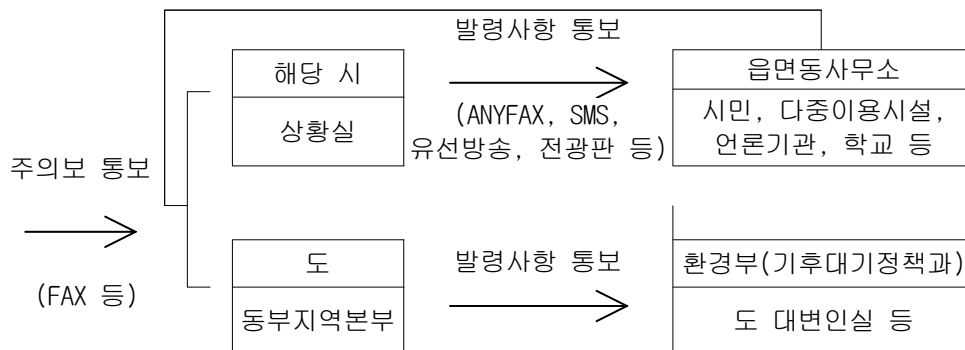 발령사항 통보
해당 시
읍면동사무소
상황실
(ANYFAX, SMS,
유선방송, 전광판 등)
시민, 다중이용시설,
언론기관, 학교 등
주의보 통보
(FAX 등)
도
발령사항 통보
환경부(기후대기정책과)
동부지역본부
도 대변인실 등